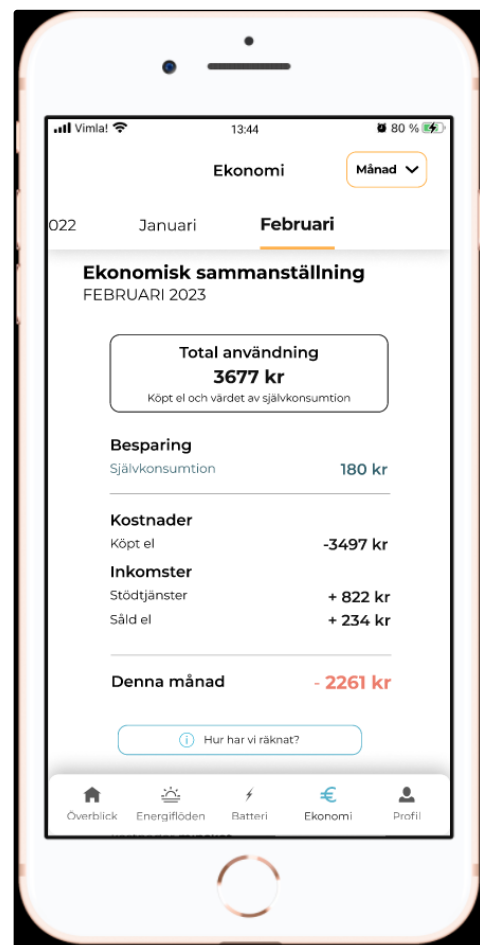 Vimla!
13:44
80 %
Ekonomi
Månad
022
Januari
Februari
Ekonomisk sammanställning
FEBRUARI 2023
Total användning
3677 kr
Köpt el och värdet av självkonsumtion
Besparing
Självkonsumtion
180 kr
Kostnader
Köpt el
-3497 kr
Inkomster
Stödtjänster
+ 822 kr
Såld el
+ 234 kr
Denna månad
- 2261 kr
Hur har vi räknat?
Överblick
Energiflöden
Batteri
Ekonomi
Profil